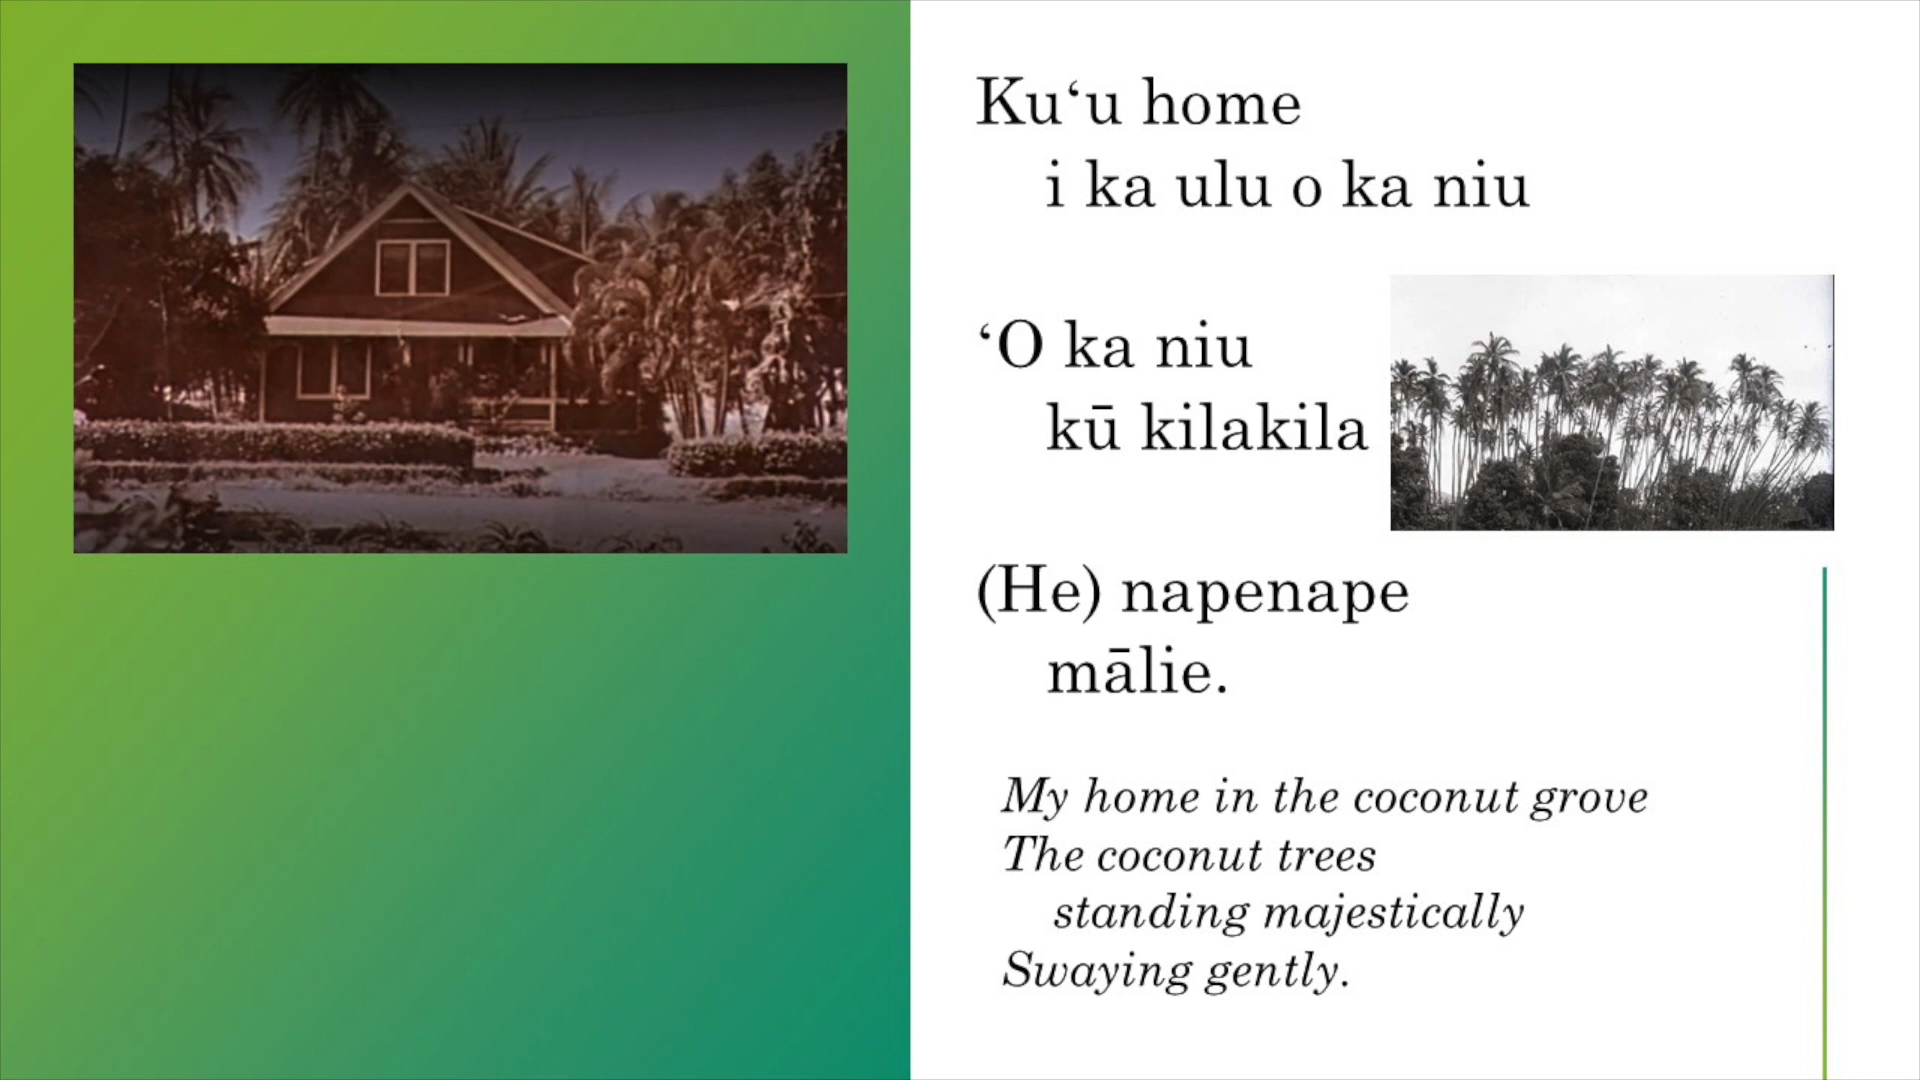 Kuʻu home
i ka ulu o ka niu
ʻO ka niu
kū kilakila
(He) napenape
mālie.
My home in the coconut grove
The coconut trees
standing majestically
Swaying gently.